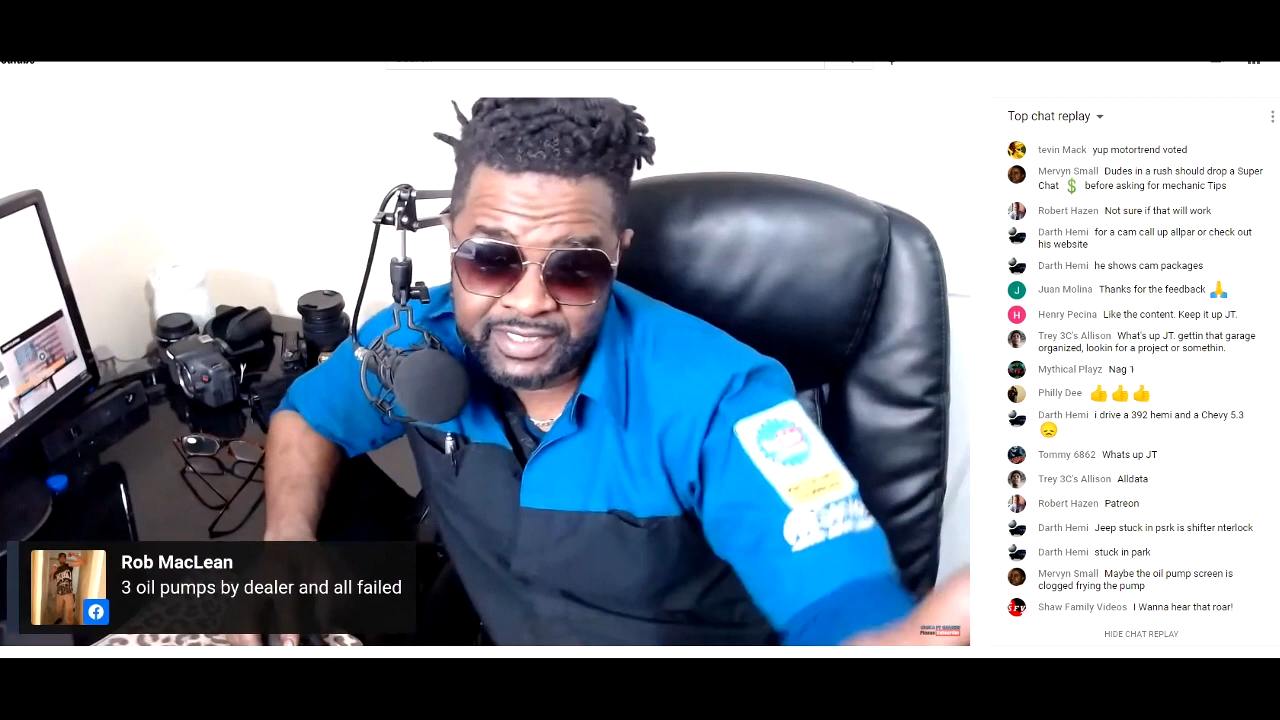 Top chat replay
tevin Mack yup motortrend voted
Mervyn Small Dudes in a rush should drop a Super
Chat 💲 before asking for mechanic Tips
Robert Hazen Not sure if that will work
Darth Hemi for a cam call up allpar or check out
his website
Darth Hemi he shows cam packages
J
Juan Molina Thanks for the feedback 🙏
H
Henry Pecina Like the content. Keep it up JT.
Trey 3C's Allison What's up JT. gettin that garage
organized, lookin for a project or somethin.
Mythical Playz Nag 1
Philly Dee 👍👍👍
Darth Hemi i drive a 392 hemi and a Chevy 5.3
😞
Tommy 6862 Whats up JT
Trey 3C's Allison Alldata
Robert Hazen Patreon
Darth Hemi Jeep stuck in psrk is shifter nterlock
Darth Hemi stuck in park
Mervyn Small Maybe the oil pump screen is
clogged frying the pump
SFV
Shaw Family Videos I Wanna hear that roar!
HIDE CHAT REPLAY
Rob MacLean
3 oil pumps by dealer and all failed